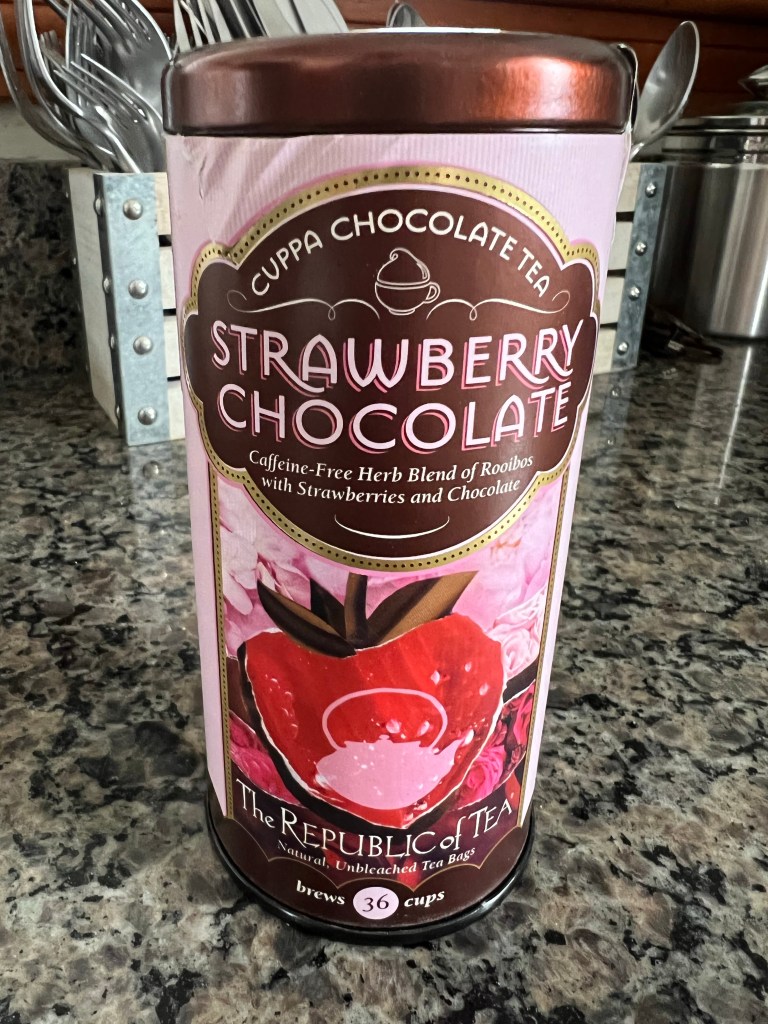 CUPPA CHOCOLATE TEA
STRAWBERRY
CHOCOLATE
Caffeine-Free Herb Blend of Rooibos
with Strawberries and Chocolate
The REPUBLIC of TEA®
Natural, Unbleached Tea Bags
brews 36 cups